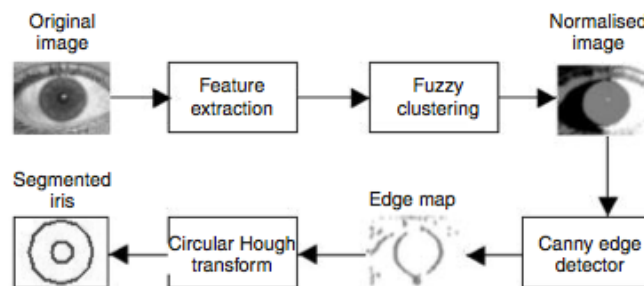 Original
image
Feature
extraction
Fuzzy
clustering
Normalised
image
Segmented
iris
Circular Hough
transform
Edge map
Canny edge
detector